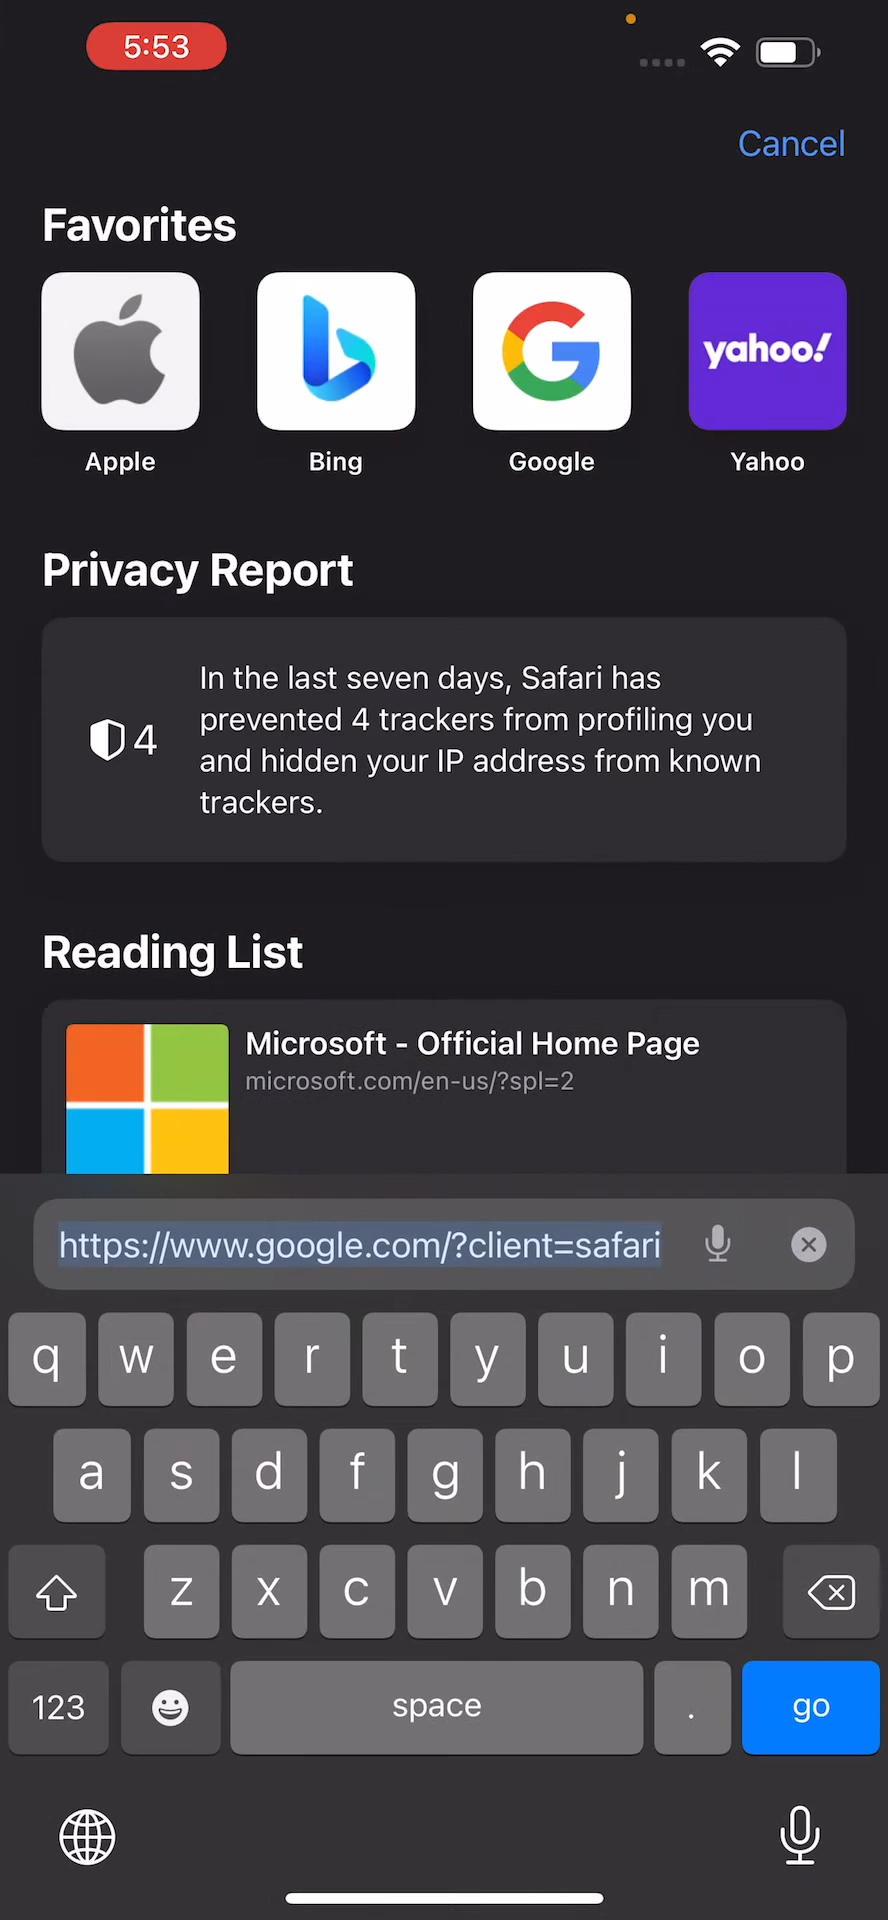 5:53
Cancel
Favorites
yahoo!
Apple
Bing
Google
Yahoo
Privacy Report
4
In the last seven days, Safari has
prevented 4 trackers from profiling you
and hidden your IP address from known
trackers.
Reading List
Microsoft - Official Home Page
microsoft.com/en-us/?spl=2
https://www.google.com/?client=safari
q w e r t y u i o p
a s d f g h j k l
z x c v b n m
123 space . go